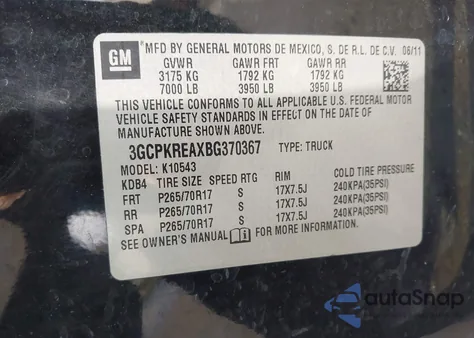 GM
MFD BY GENERAL MOTORS DE MEXICO, S. DE R.L. DE C.V. 06/11
GVWR GAWR FRT GAWR RR
3175 KG 1792 KG 1792 KG
7000 LB 3950 LB 3950 LB
THIS VEHICLE CONFORMS TO ALL APPLICABLE U.S. FEDERAL MOTOR
VEHICLE SAFETY STANDARDS IN EFFECT ON THE DATE OF
MANUFACTURE SHOWN ABOVE.
3GCPKREAXBG370367 TYPE: TRUCK
MODEL: K10543
KDB4 TIRE SIZE SPEED RTG RIM COLD TIRE PRESSURE
FRT P265/70R17 S 17X7.5J 240KPA(35PSI)
RR P265/70R17 S 17X7.5J 240KPA(35PSI)
SPA P265/70R17 S 17X7.5J 240KPA(35PSI)
SEE OWNER'S MANUAL FOR MORE INFORMATION.
autoSnap